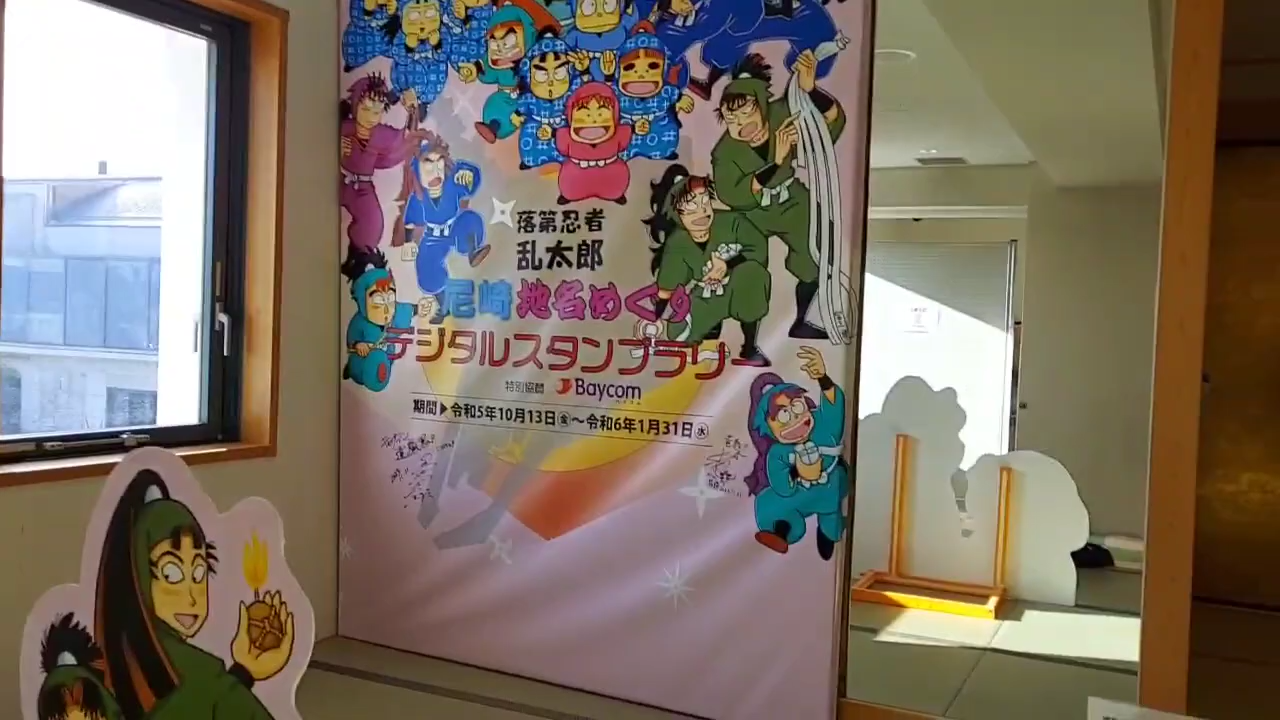 落第忍者
乱太郎
尼崎地名めぐり
デジタルスタンプラリー
特別協賛 Baycom
期間▶令和5年10月13日㊎〜令和6年1月31日㊌